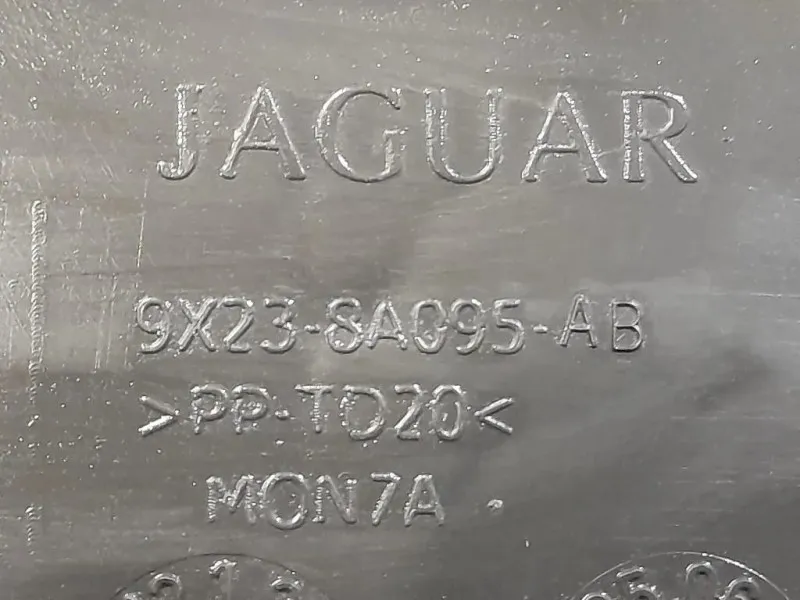 JAGUAR
9X23-8A095-AB
>PP-TD20<
MON7A